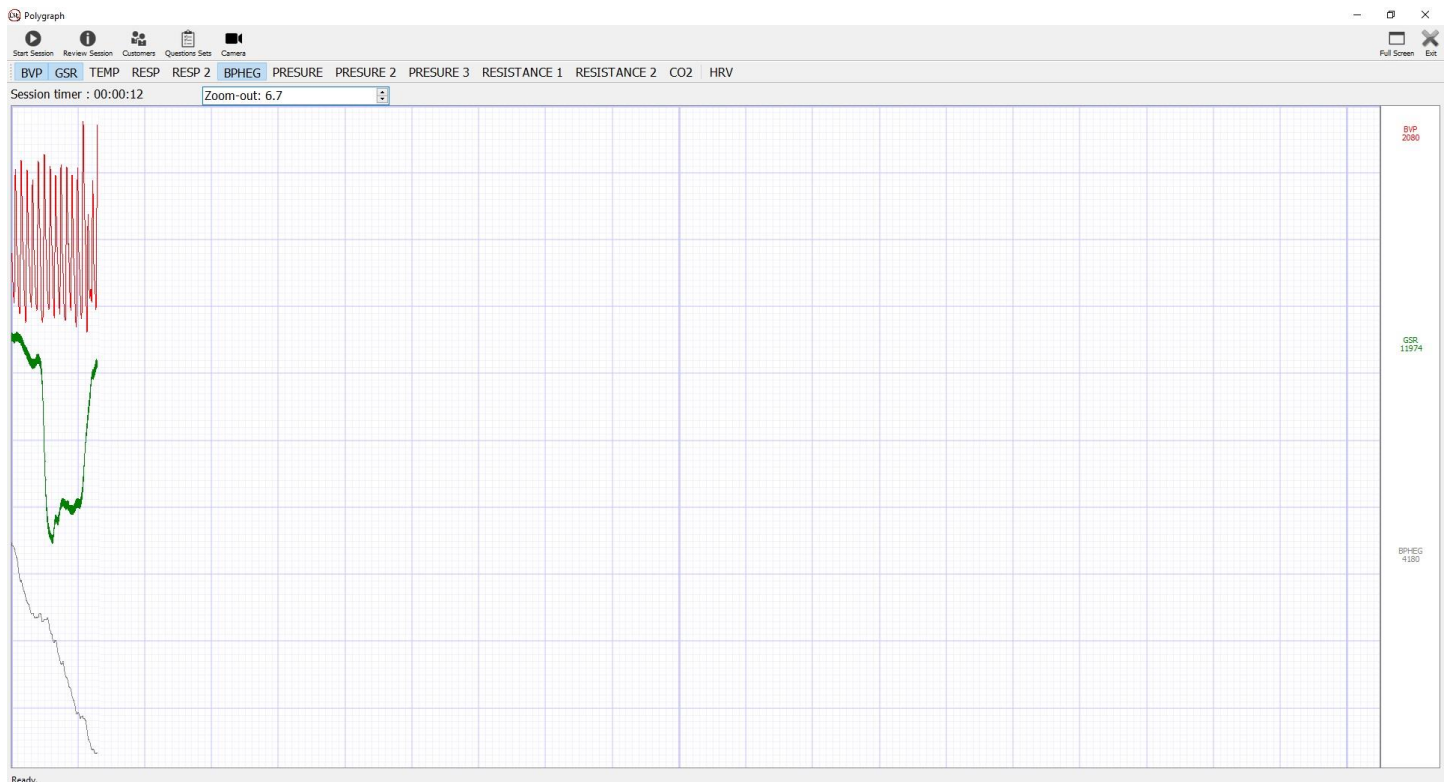 Polygraph
Start Session Review Session Customers Questions Sets Camera Full Screen Exit
BVP GSR TEMP RESP RESP 2 BPHEG PRESURE PRESURE 2 PRESURE 3 RESISTANCE 1 RESISTANCE 2 CO2 HRV
Session timer : 00:00:12 Zoom-out: 6.7
BVP
2080
GSR
11974
BPHEG
4180
Ready.